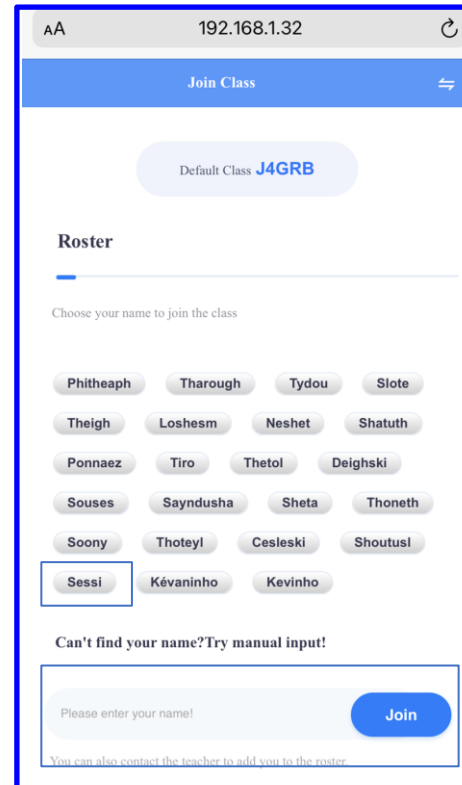 AA 192.168.1.32
Join Class
Default Class J4GRB
Roster
Choose your name to join the class
Phitheaph Tharough Tydou Slote
Theigh Loshesm Neshet Shatuth
Ponnaez Tiro Thetol Deighski
Souses Sayndusha Sheta Thoneth
Soony Thoteyl Cesleski Shoutusl
Sessi Kévaninho Kevinho
Can't find your name?Try manual input!
Please enter your name!
Join
You can also contact the teacher to add you to the roster.